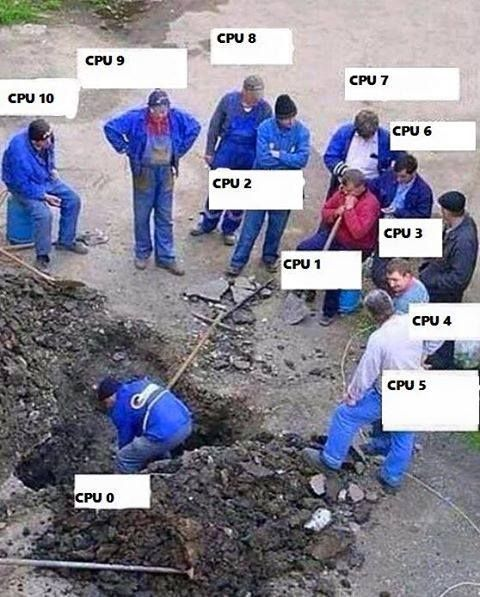 CPU 8
CPU 9
CPU 7
CPU 10
CPU 6
CPU 2
CPU 3
CPU 1
CPU 4
CPU 5
CPU 0